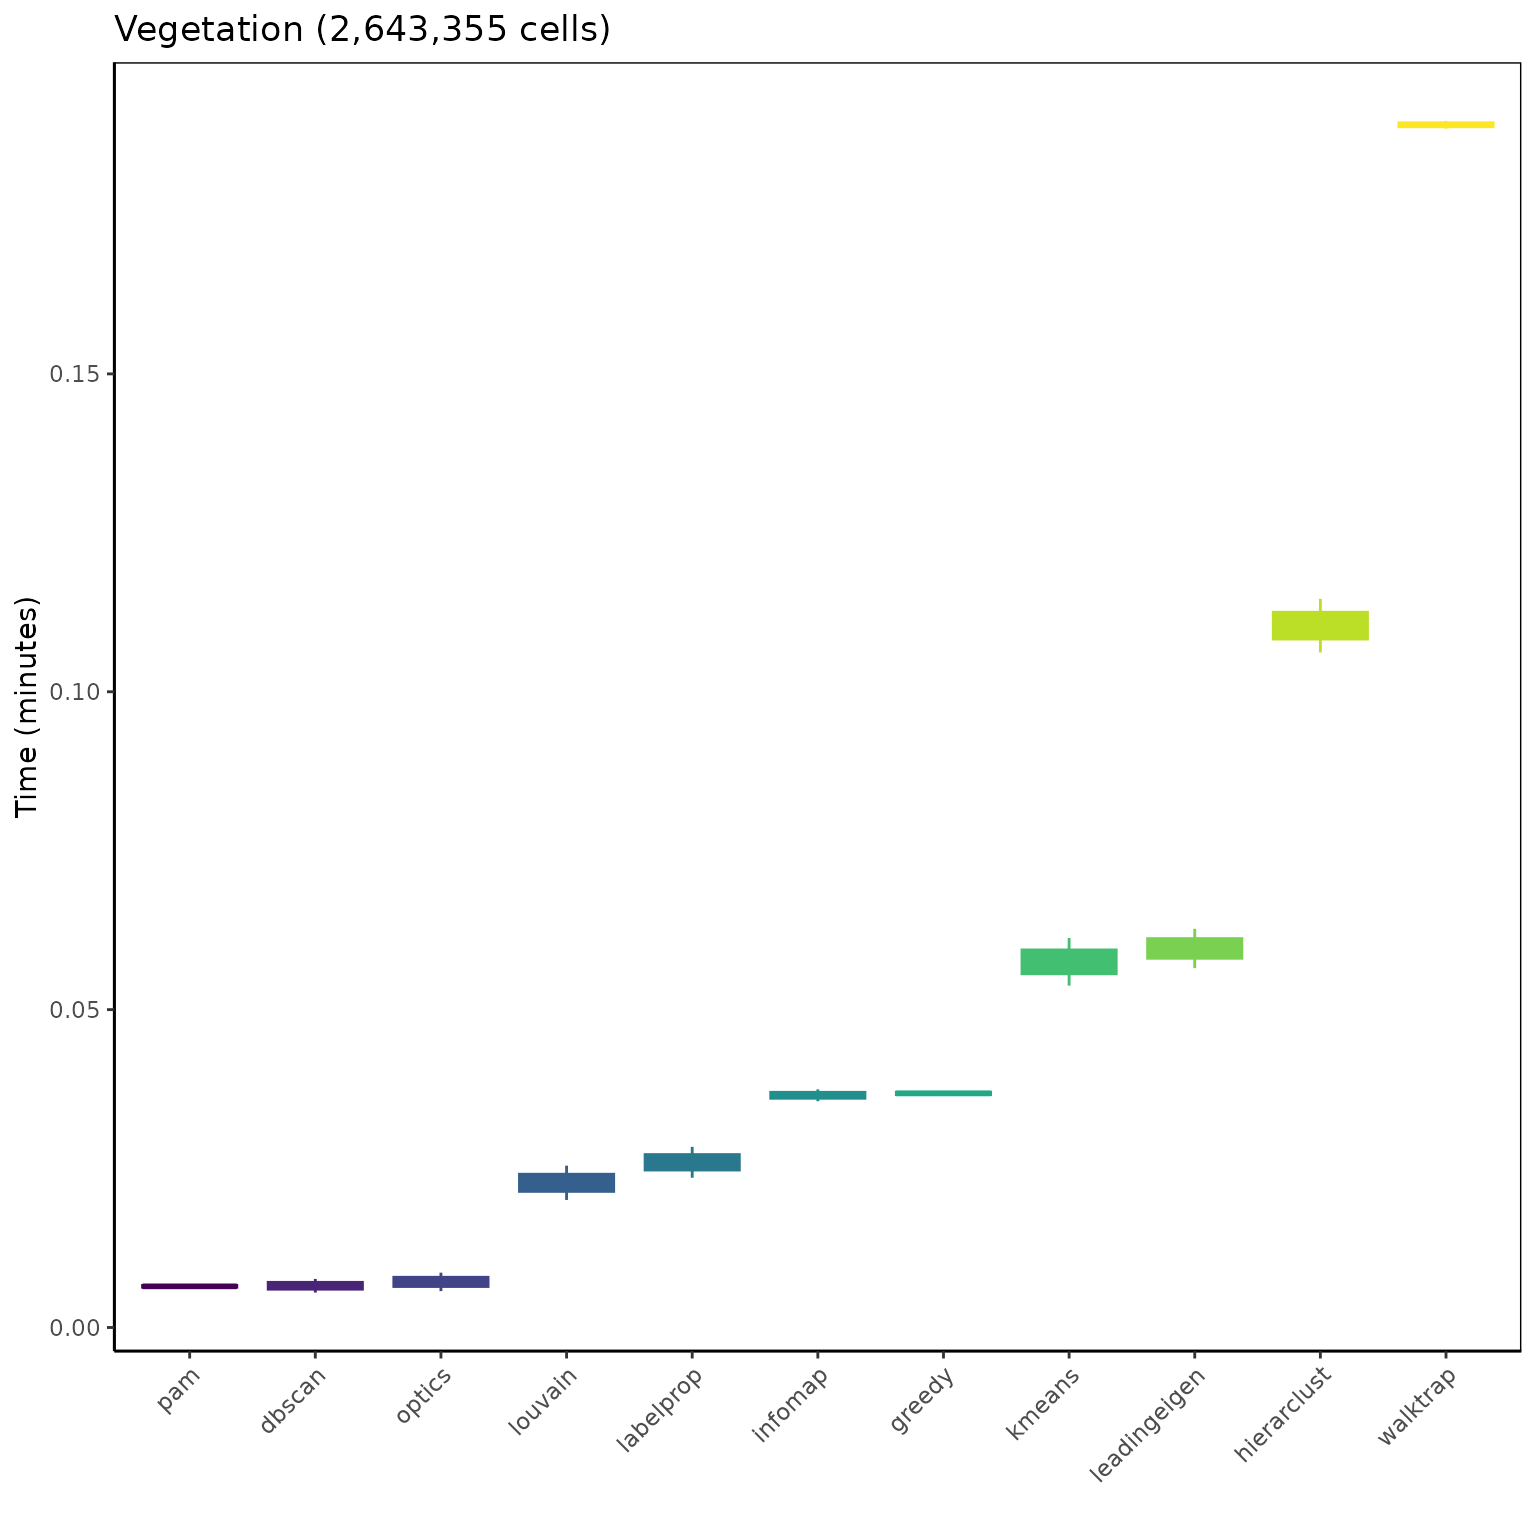 Vegetation (2,643,355 cells)
Time (minutes)
0.15
0.10
0.05
0.00
pam
dbscan
optics
louvain
labelprop
infomap
greedy
kmeans
leadingeigen
hierarclust
walktrap